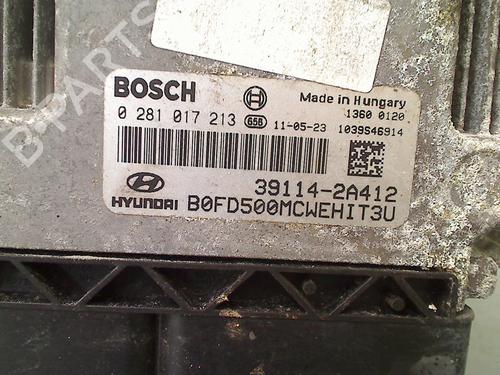 B-PARTS
BOSCH
Made in Hungary
1360 0120
0 281 017 213 658 11-05-23 1039S46914
39114-2A412
HYUNDAI B0FD500MCWEHIT3U